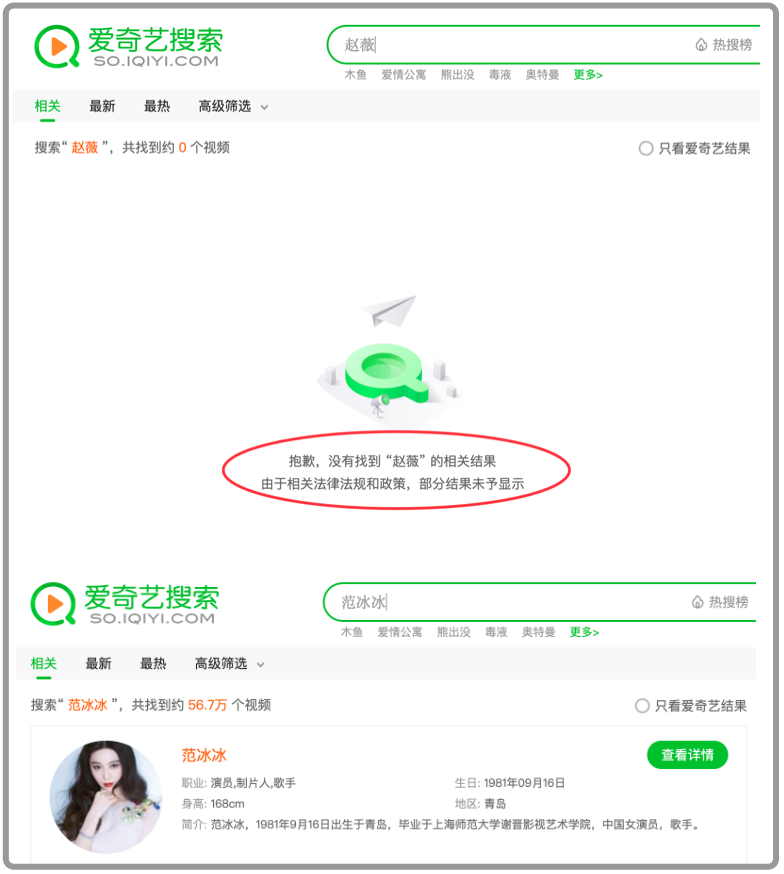 爱奇艺搜索
SO.IQIYI.COM
赵薇
热搜榜
木鱼 爱情公寓 熊出没 毒液 奥特曼 更多>
相关 最新 最热 高级筛选
搜索“ 赵薇 ”，共找到约 0 个视频
只看爱奇艺结果
抱歉，没有找到 “赵薇” 的相关结果
由于相关法律法规和政策，部分结果未予显示
爱奇艺搜索
SO.IQIYI.COM
范冰冰
热搜榜
木鱼 爱情公寓 熊出没 毒液 奥特曼 更多>
相关 最新 最热 高级筛选
搜索“ 范冰冰 ”，共找到约 56.7万 个视频
只看爱奇艺结果
范冰冰
查看详情
职业: 演员,制片人,歌手 生日: 1981年09月16日
身高: 168cm 地区: 青岛
简介: 范冰冰，1981年9月16日出生于青岛，毕业于上海师范大学谢晋影视艺术学院，中国女演员，歌手。